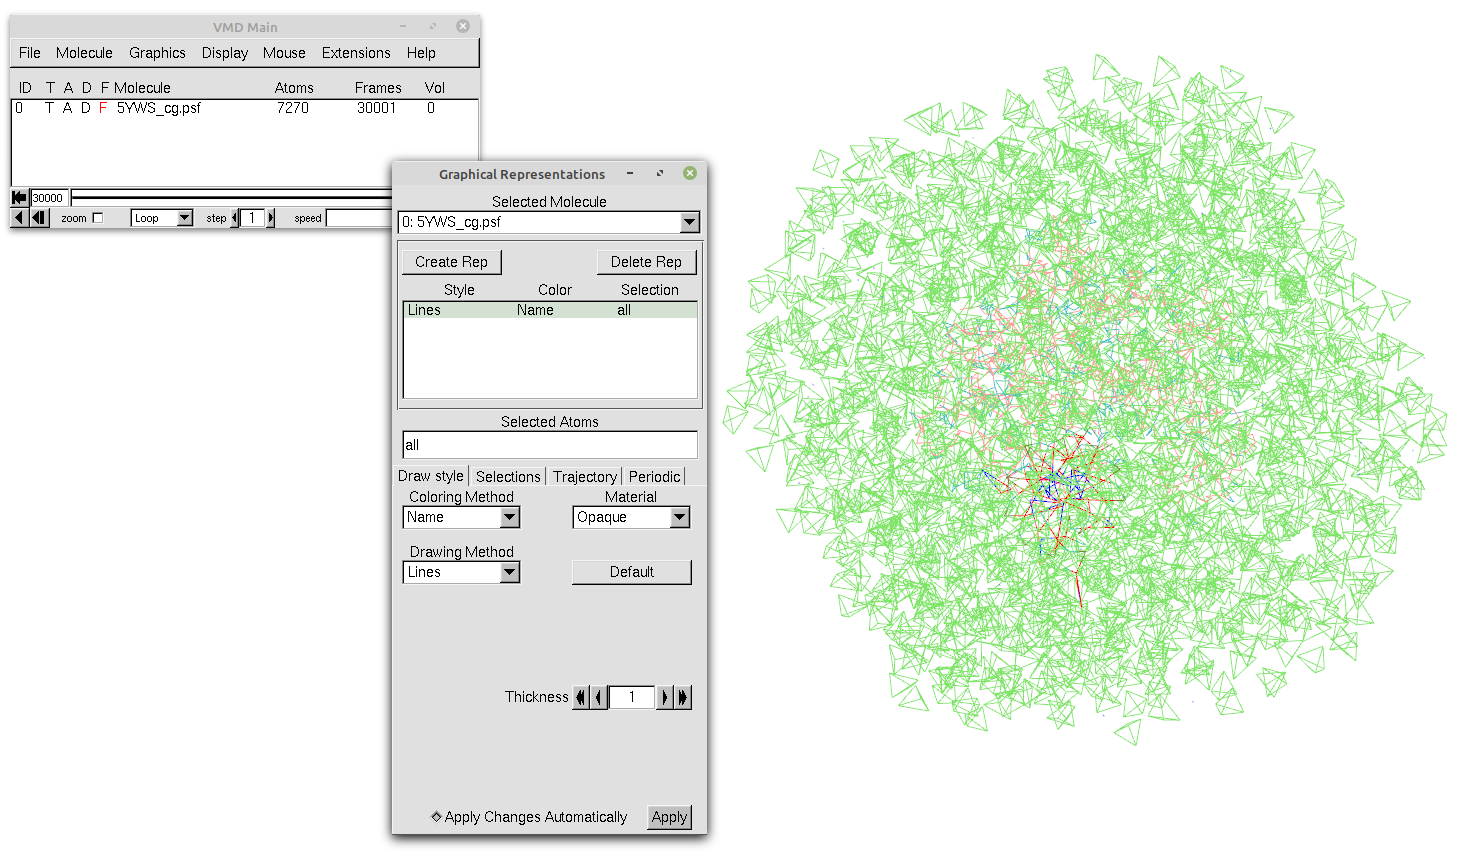 VMD Main
File Molecule Graphics Display Mouse Extensions Help
ID T A D F Molecule Atoms Frames Vol
0 T A D F 5YWS_cg.psf 7270 30001 0
30000
zoom Loop step 1 speed
Graphical Representations
Selected Molecule
0: 5YWS_cg.psf
Create Rep Delete Rep
Style Color Selection
Lines Name all
Selected Atoms
all
Draw style Selections Trajectory Periodic
Coloring Method Material
Name Opaque
Drawing Method
Lines Default
Thickness 1
Apply Changes Automatically Apply